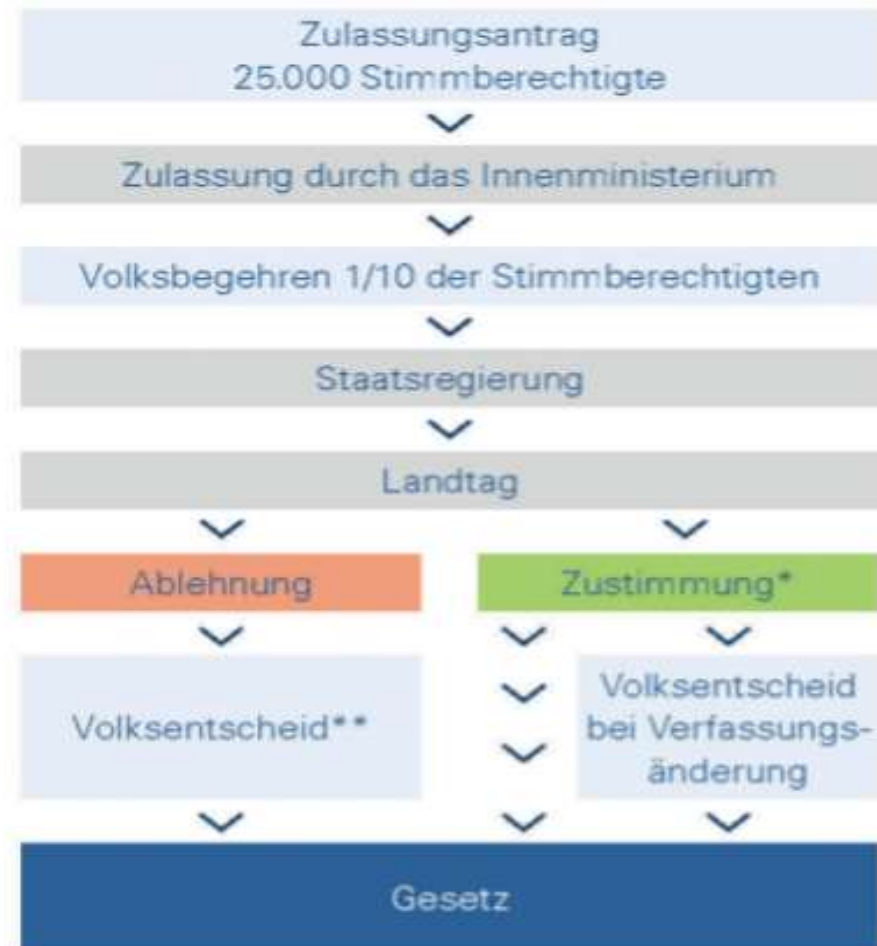 Zulassungsantrag
25.000 Stimmberechtigte
Zulassung durch das Innenministerium
Volksbegehren 1/10 der Stimmberechtigten
Staatsregierung
Landtag
Ablehnung
Zustimmung*
Volksentscheid**
Volksentscheid
bei Verfassungs-
änderung
Gesetz